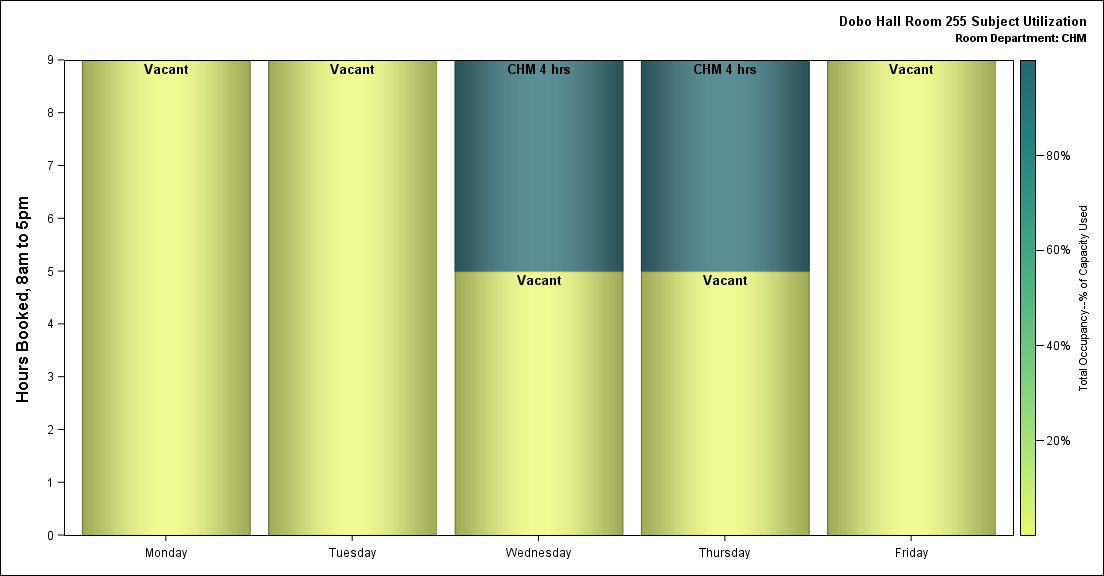 Dobo Hall Room 255 Subject Utilization
Room Department: CHM
Hours Booked, 8am to 5pm
9
8
7
6
5
4
3
2
1
0
Vacant
Vacant
CHM 4 hrs
CHM 4 hrs
Vacant
Vacant
Vacant
Monday
Tuesday
Wednesday
Thursday
Friday
80%
60%
40%
20%
Total Occupancy--% of Capacity Used